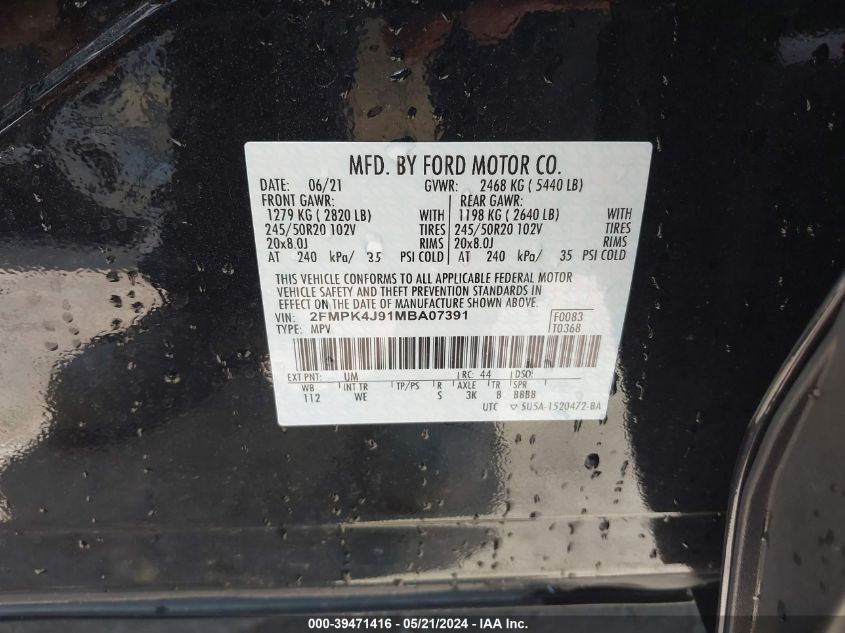 MFD. BY FORD MOTOR CO.
DATE: 06/21 GVWR: 2468 KG ( 5440 LB)
FRONT GAWR: REAR GAWR:
1279 KG ( 2820 LB) WITH 1198 KG ( 2640 LB) WITH
245/50R20 102V TIRES 245/50R20 102V TIRES
20x8.0J RIMS 20x8.0J RIMS
AT 240 kPa/ 35 PSI COLD AT 240 kPa/ 35 PSI COLD
THIS VEHICLE CONFORMS TO ALL APPLICABLE FEDERAL MOTOR
VEHICLE SAFETY AND THEFT PREVENTION STANDARDS IN
EFFECT ON THE DATE OF MANUFACTURE SHOWN ABOVE.
VIN: 2FMPK4J91MBA07391 F0083
TYPE: MPV T0368
EXT PNT: UM RC: 44 DSO:
WB INT TR TP/PS R AXLE TR SPR
112 WE S 3K 8 BBBB
UTC 5U5A-1520472-BA
000-39471416 - 05/21/2024 - IAA Inc.